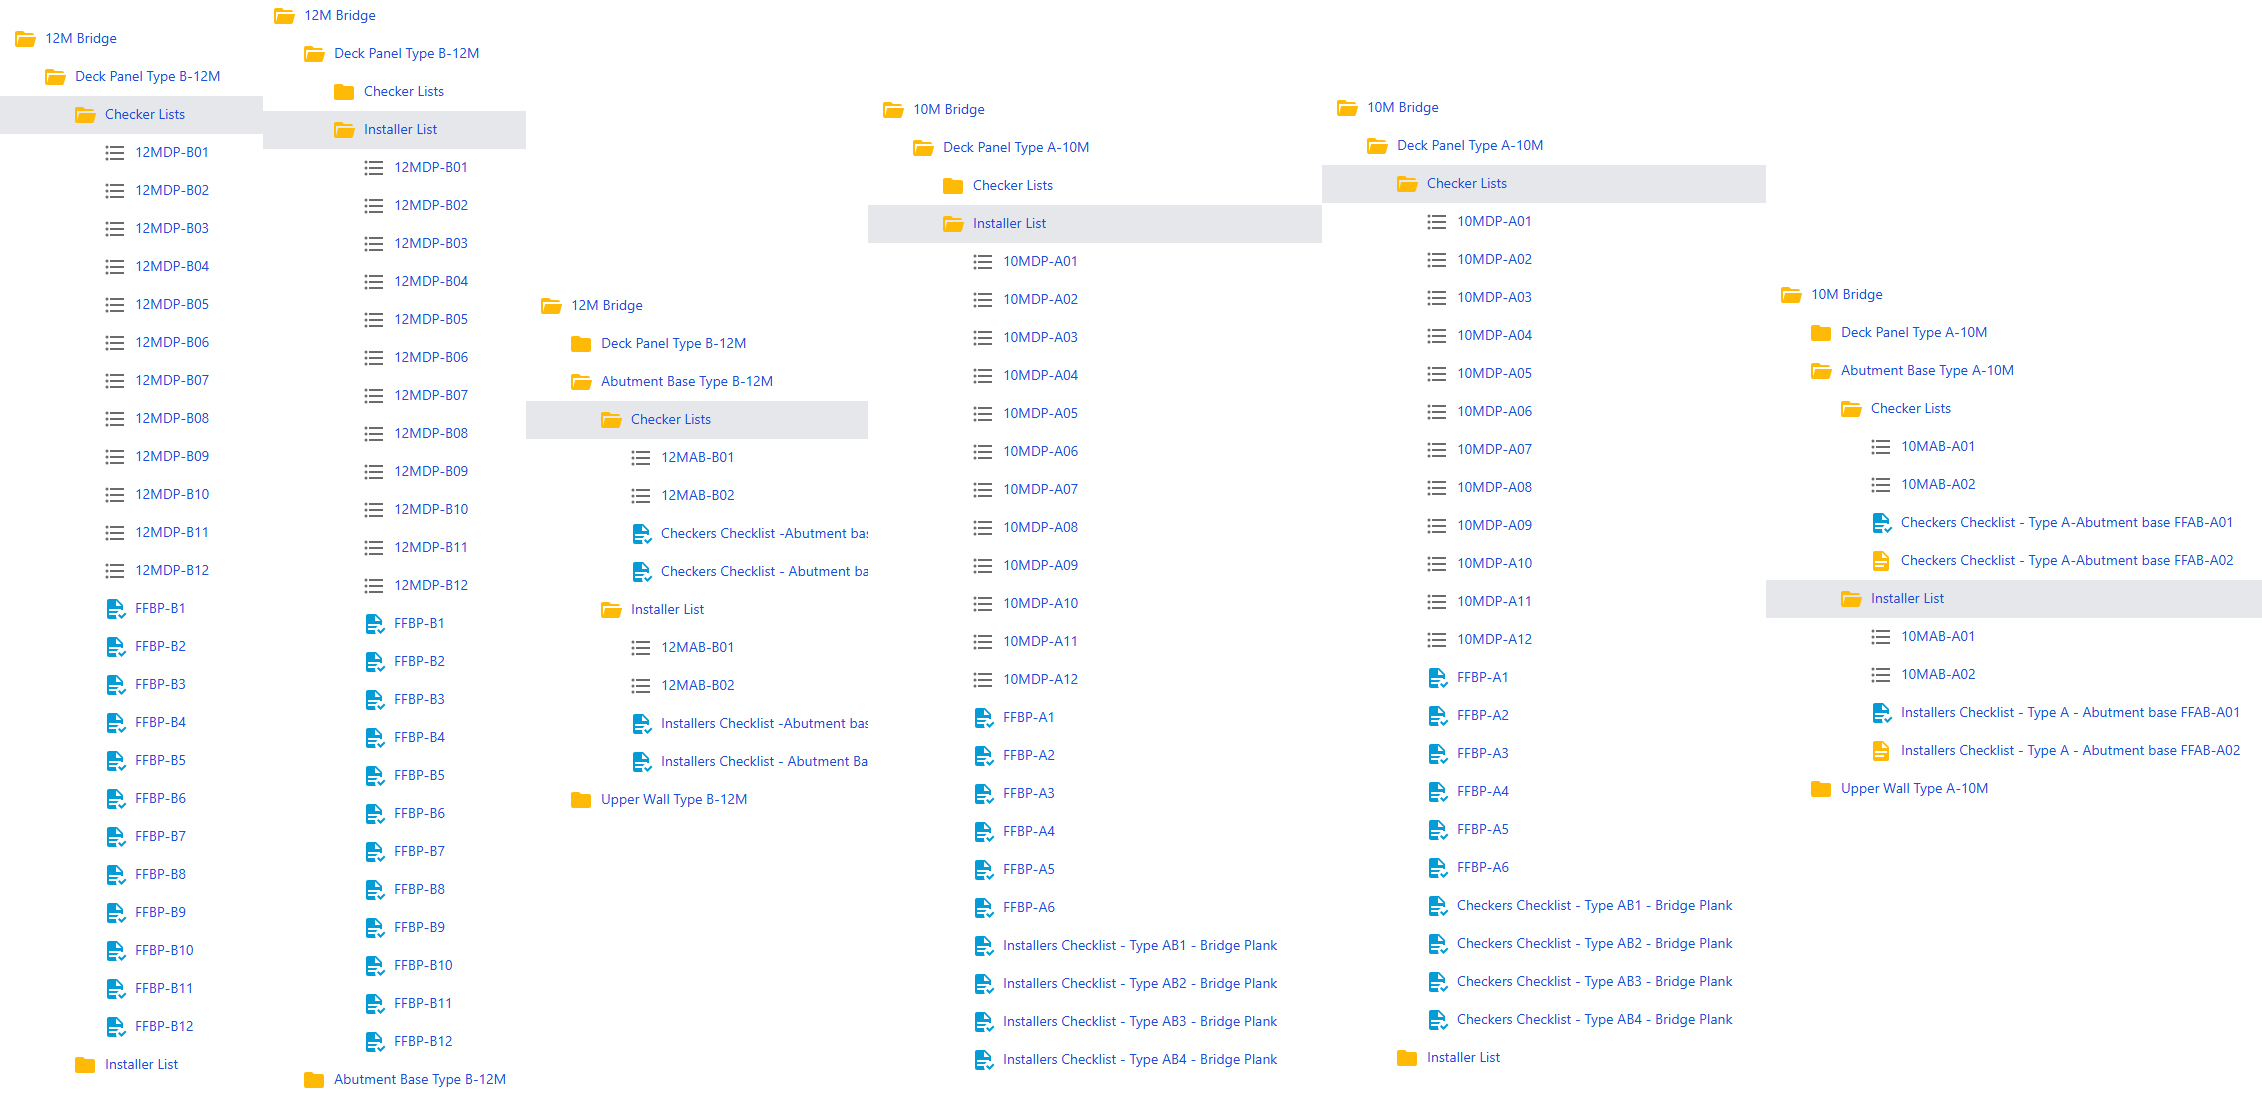 12M Bridge
Deck Panel Type B-12M
Checker Lists
12MDP-B01
12MDP-B02
12MDP-B03
12MDP-B04
12MDP-B05
12MDP-B06
12MDP-B07
12MDP-B08
12MDP-B09
12MDP-B10
12MDP-B11
12MDP-B12
FFBP-B1
FFBP-B2
FFBP-B3
FFBP-B4
FFBP-B5
FFBP-B6
FFBP-B7
FFBP-B8
FFBP-B9
FFBP-B10
FFBP-B11
FFBP-B12
Installer List
12M Bridge
Deck Panel Type B-12M
Checker Lists
Installer List
12MDP-B01
12MDP-B02
12MDP-B03
12MDP-B04
12MDP-B05
12MDP-B06
12MDP-B07
12MDP-B08
12MDP-B09
12MDP-B10
12MDP-B11
12MDP-B12
FFBP-B1
FFBP-B2
FFBP-B3
FFBP-B4
FFBP-B5
FFBP-B6
FFBP-B7
FFBP-B8
FFBP-B9
FFBP-B10
FFBP-B11
FFBP-B12
Abutment Base Type B-12M
12M Bridge
Deck Panel Type B-12M
Abutment Base Type B-12M
Checker Lists
12MAB-B01
12MAB-B02
Checkers Checklist -Abutment bas
Checkers Checklist - Abutment ba
Installer List
12MAB-B01
12MAB-B02
Installers Checklist -Abutment bas
Installers Checklist - Abutment Ba
Upper Wall Type B-12M
10M Bridge
Deck Panel Type A-10M
Checker Lists
Installer List
10MDP-A01
10MDP-A02
10MDP-A03
10MDP-A04
10MDP-A05
10MDP-A06
10MDP-A07
10MDP-A08
10MDP-A09
10MDP-A10
10MDP-A11
10MDP-A12
FFBP-A1
FFBP-A2
FFBP-A3
FFBP-A4
FFBP-A5
FFBP-A6
Installers Checklist - Type AB1 - Bridge Plank
Installers Checklist - Type AB2 - Bridge Plank
Installers Checklist - Type AB3 - Bridge Plank
Installers Checklist - Type AB4 - Bridge Plank
10M Bridge
Deck Panel Type A-10M
Checker Lists
10MDP-A01
10MDP-A02
10MDP-A03
10MDP-A04
10MDP-A05
10MDP-A06
10MDP-A07
10MDP-A08
10MDP-A09
10MDP-A10
10MDP-A11
10MDP-A12
FFBP-A1
FFBP-A2
FFBP-A3
FFBP-A4
FFBP-A5
FFBP-A6
Checkers Checklist - Type AB1 - Bridge Plank
Checkers Checklist - Type AB2 - Bridge Plank
Checkers Checklist - Type AB3 - Bridge Plank
Checkers Checklist - Type AB4 - Bridge Plank
Installer List
10M Bridge
Deck Panel Type A-10M
Abutment Base Type A-10M
Checker Lists
10MAB-A01
10MAB-A02
Checkers Checklist - Type A-Abutment base FFAB-A01
Checkers Checklist - Type A-Abutment base FFAB-A02
Installer List
10MAB-A01
10MAB-A02
Installers Checklist - Type A - Abutment base FFAB-A01
Installers Checklist - Type A - Abutment base FFAB-A02
Upper Wall Type A-10M